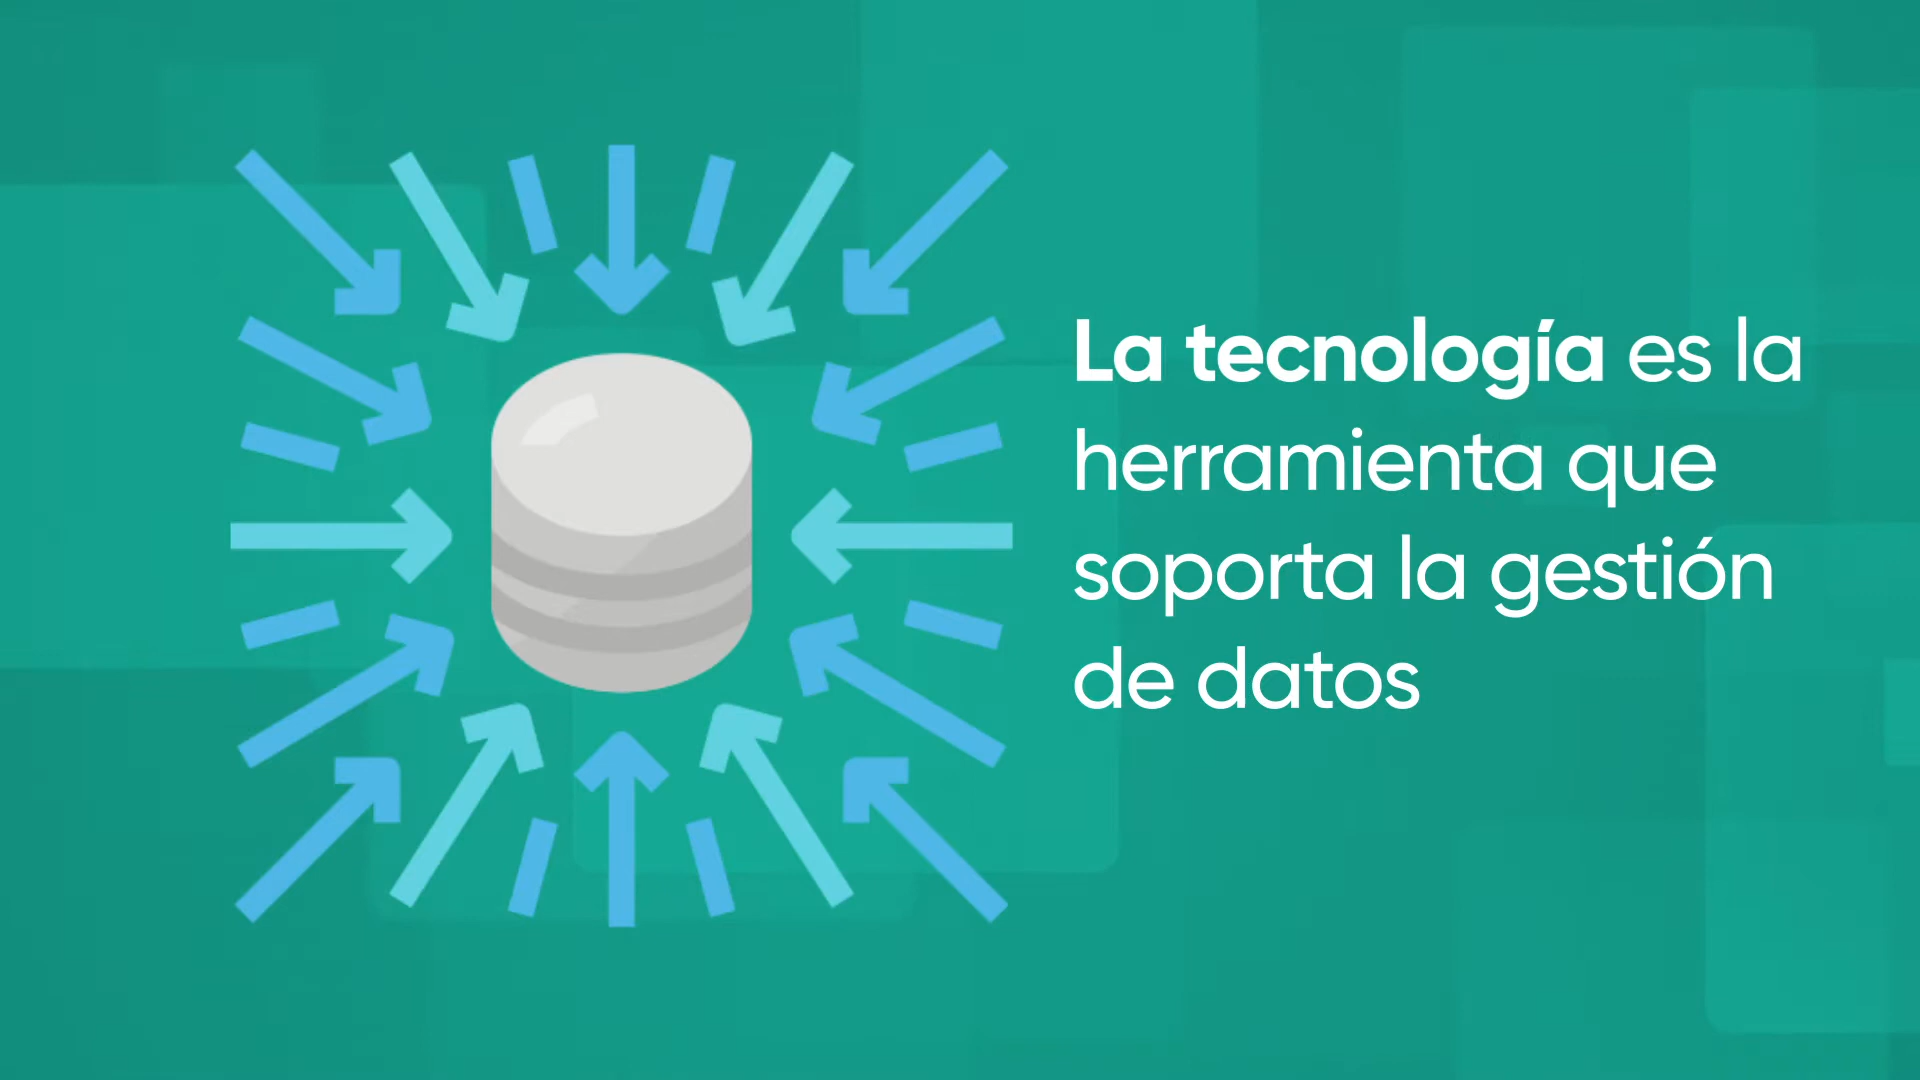 La tecnología es la
herramienta que
soporta la gestión
de datos